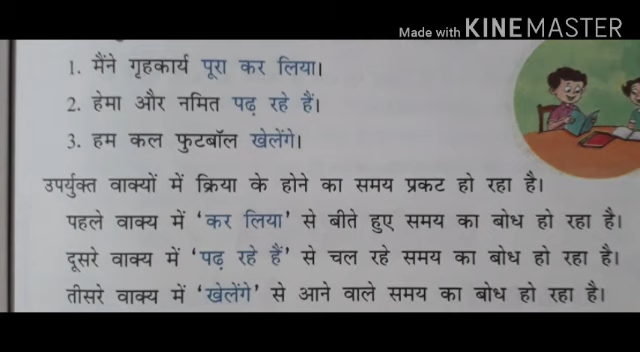 Made with KINEMASTER
1. मैंने गृहकार्य पूरा कर लिया।
2. हेमा और नमित पढ़ रहे हैं।
3. हम कल फुटबॉल खेलेंगे।
उपर्युक्त वाक्यों में क्रिया के होने का समय प्रकट हो रहा है।
पहले वाक्य में ‘कर लिया’ से बीते हुए समय का बोध हो रहा है।
दूसरे वाक्य में ‘पढ़ रहे हैं’ से चल रहे समय का बोध हो रहा है।
तीसरे वाक्य में ‘खेलेंगे’ से आने वाले समय का बोध हो रहा है।